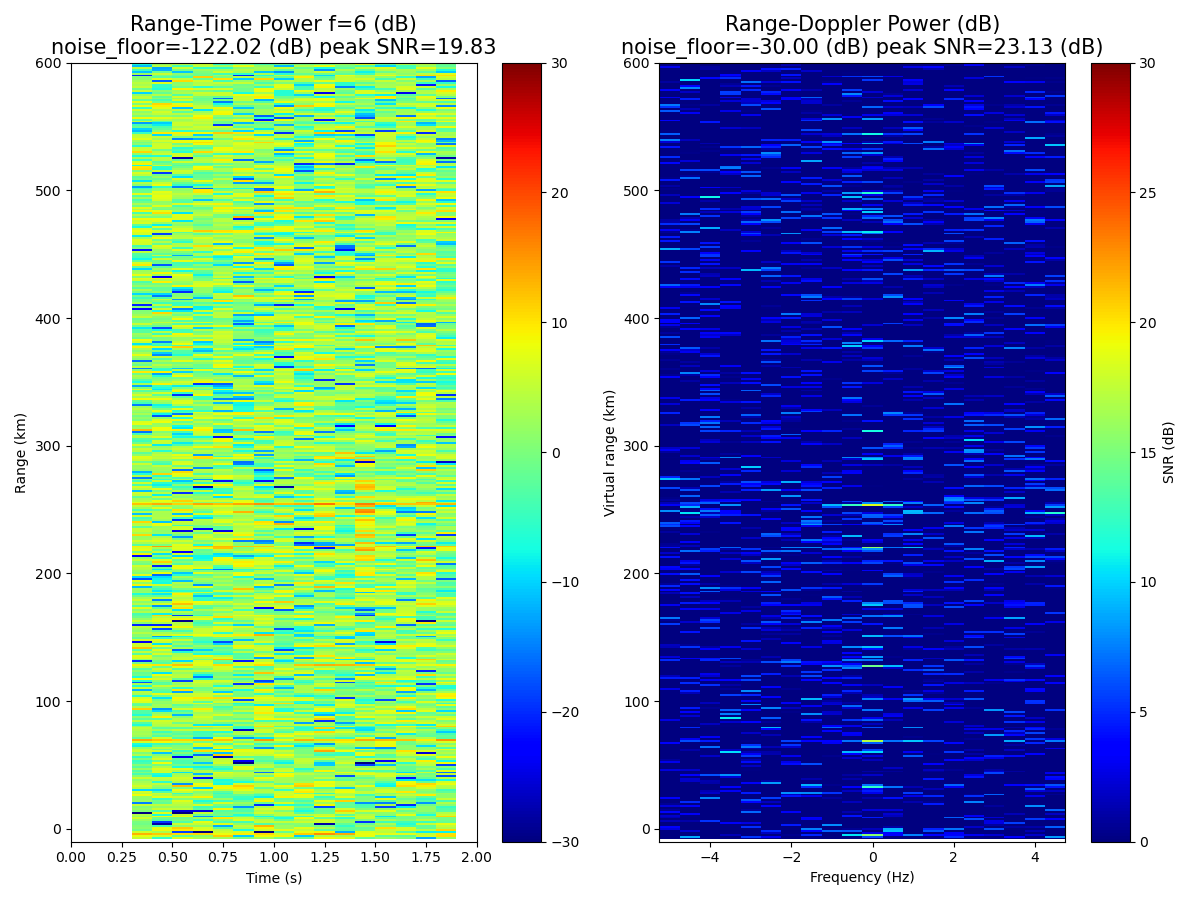 Range-Time Power f=6 (dB)
noise_floor=-122.02 (dB) peak SNR=19.83
Range (km)
600
500
400
300
200
100
0
0.00 0.25 0.50 0.75 1.00 1.25 1.50 1.75 2.00
Time (s)
30
20
10
0
−10
−20
−30
Range-Doppler Power (dB)
noise_floor=-30.00 (dB) peak SNR=23.13 (dB)
Virtual range (km)
600
500
400
300
200
100
0
−4 −2 0 2 4
Frequency (Hz)
30
25
20
15
10
5
0
SNR (dB)